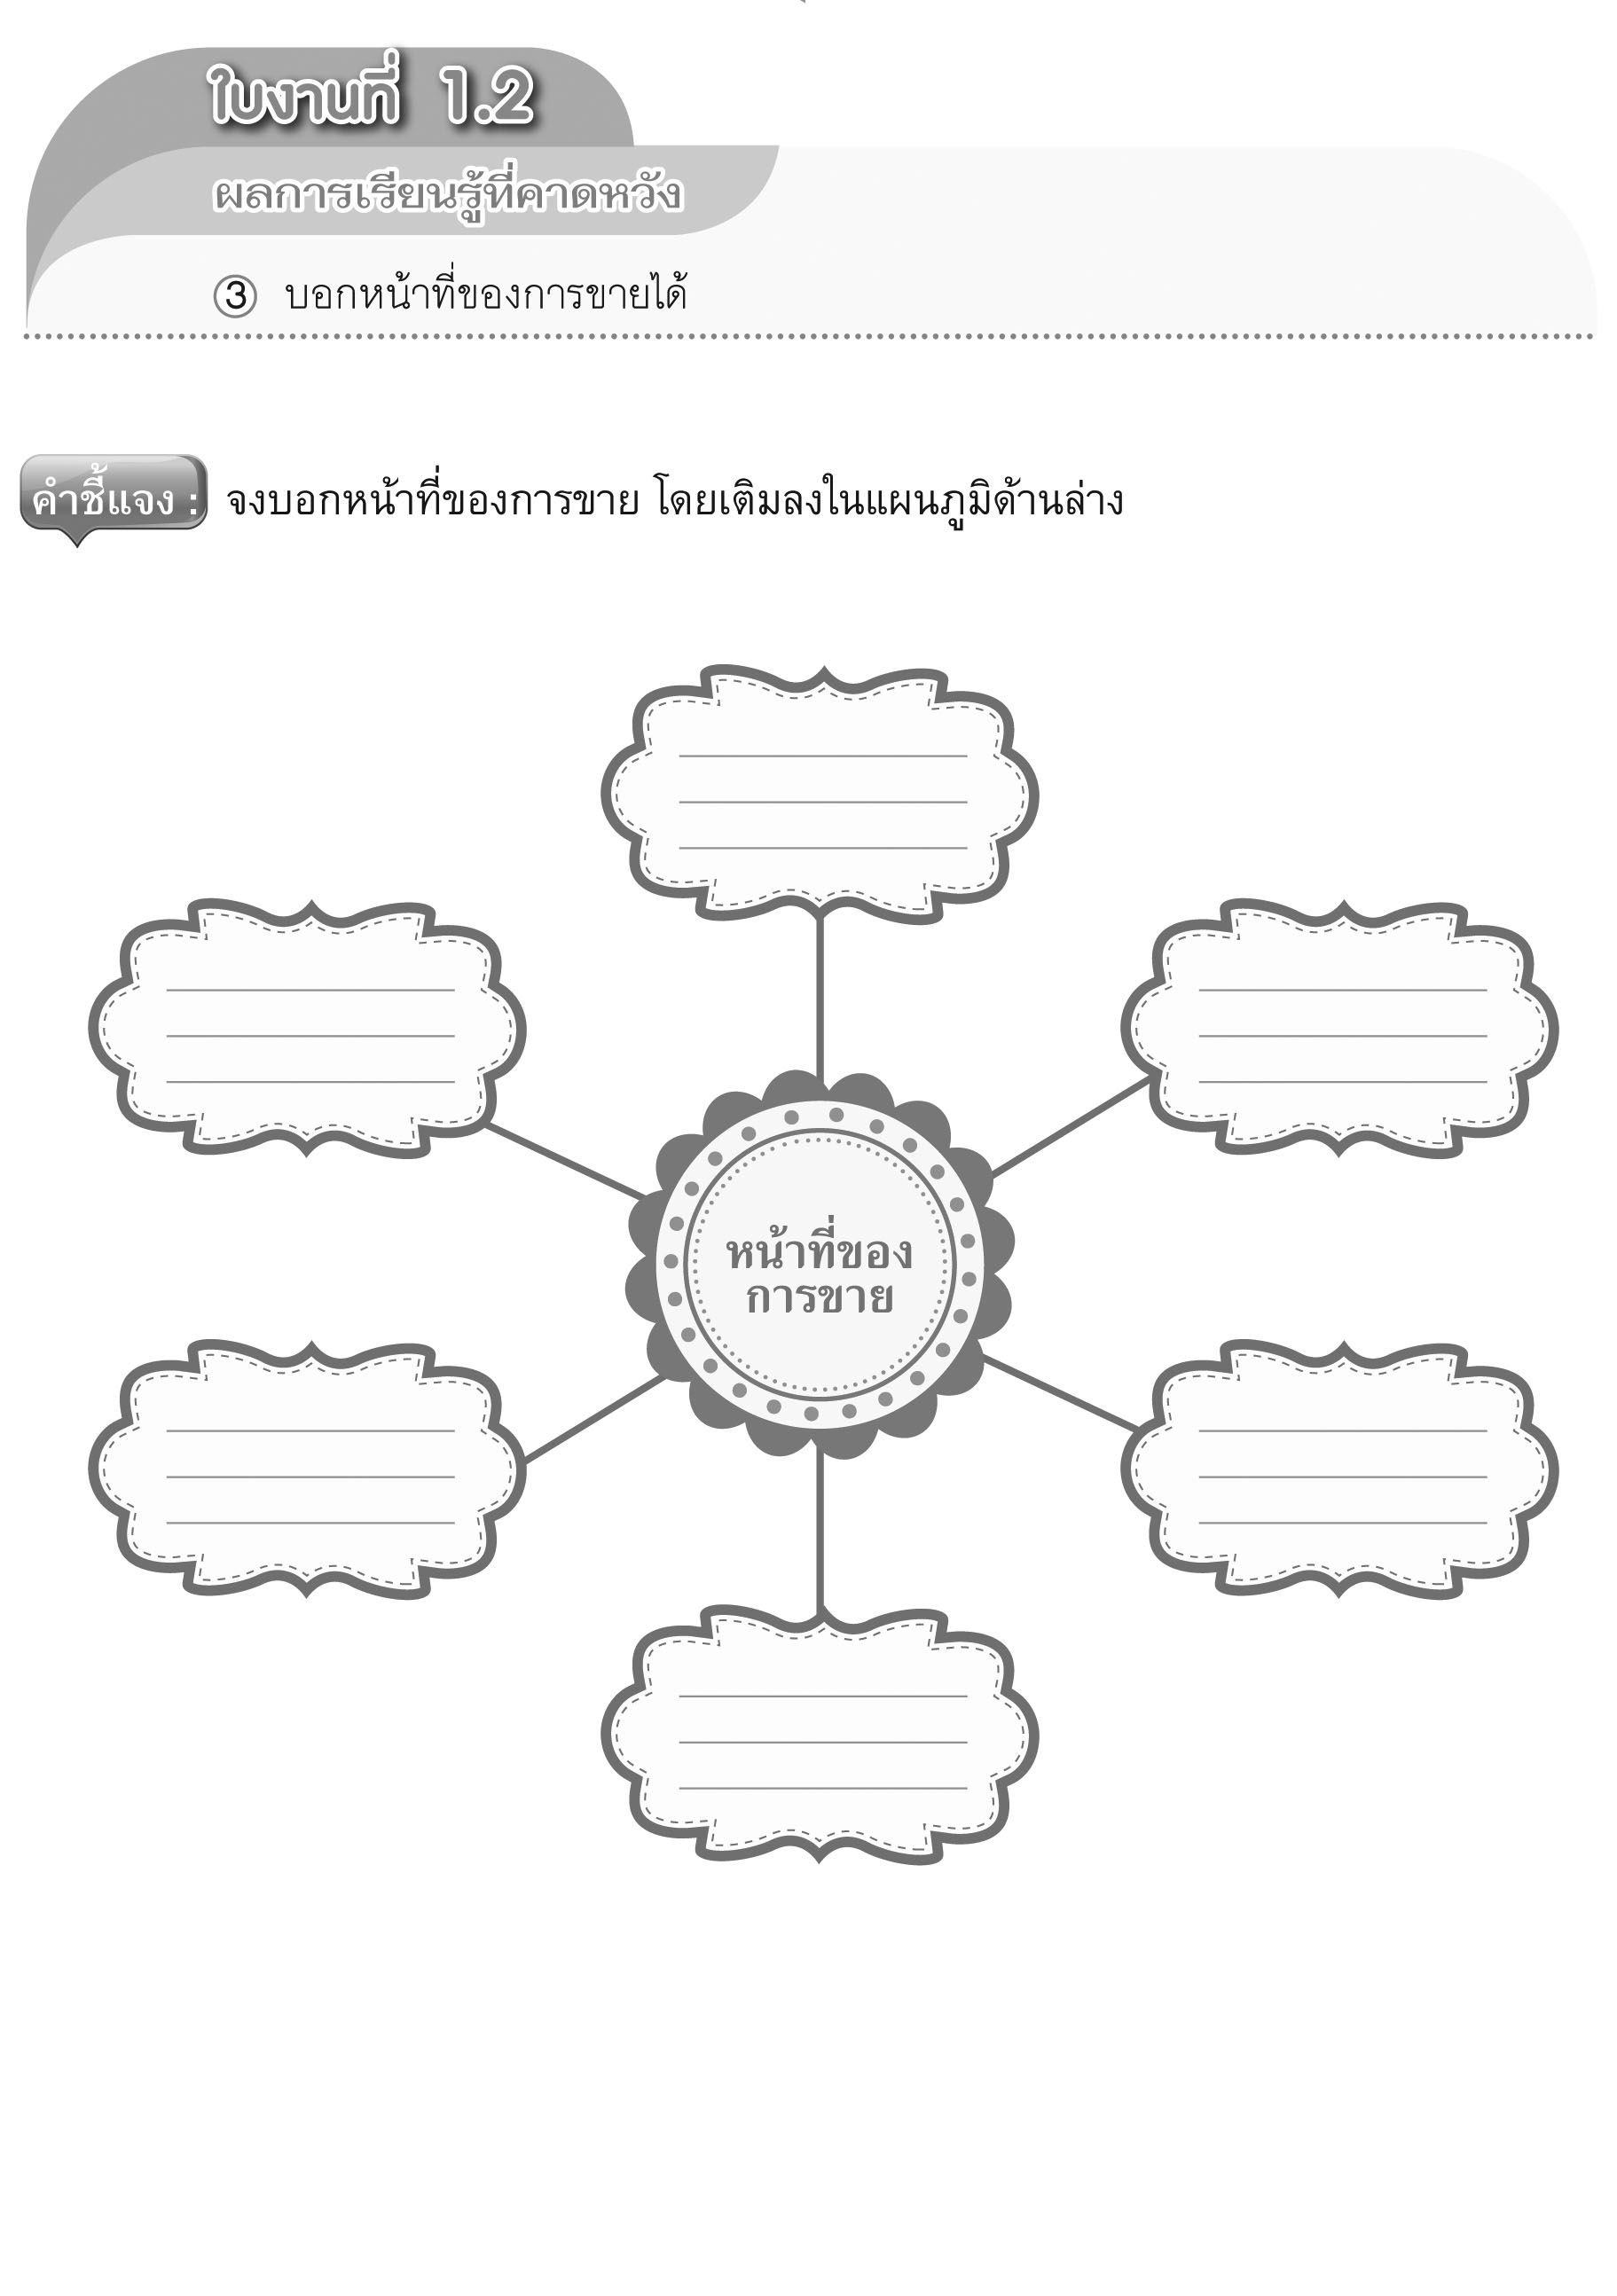 ใบงานที่ 1.2
ผลการเรียนรู้ที่คาดหวัง
3 บอกหน้าที่ของการขายได้
คำชี้แจง : จงบอกหน้าที่ของการขาย โดยเติมลงในแผนภูมิด้านล่าง
หน้าที่ของ
การขาย